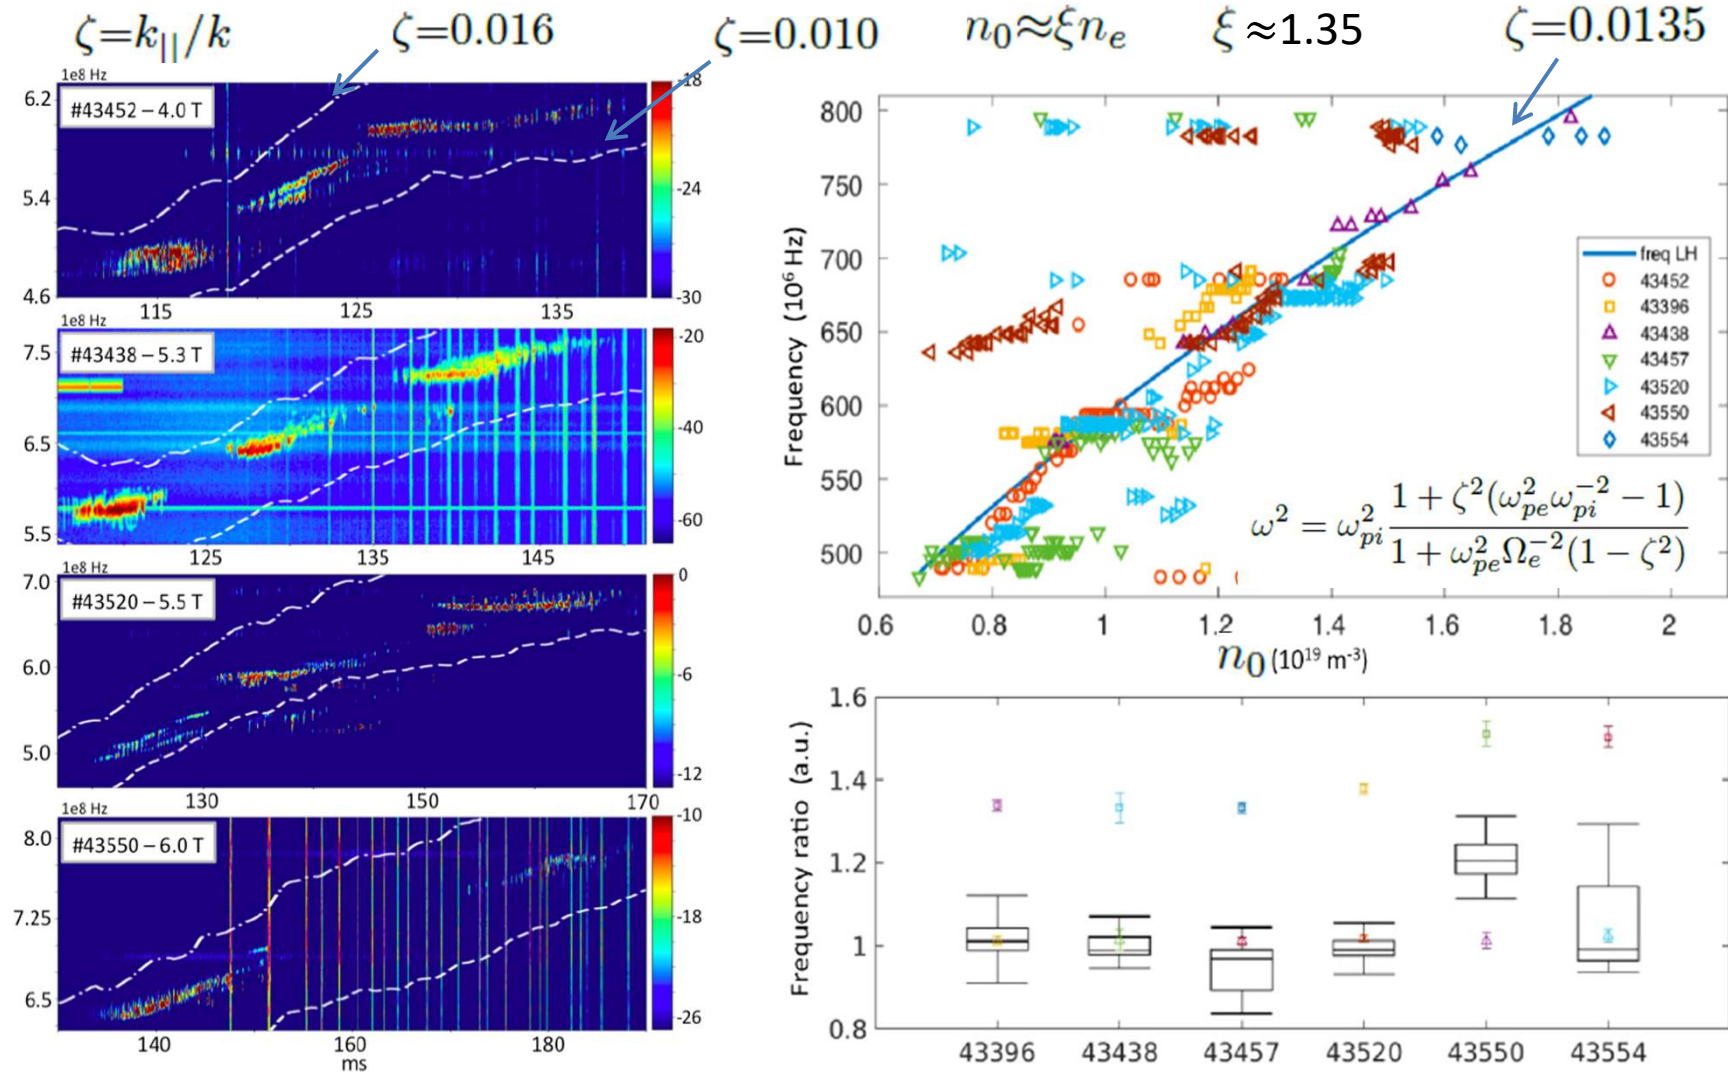 ζ=k||/k ζ=0.016 ζ=0.010 n₀≈ξnₑ ξ ≈1.35 ζ=0.0135
1e8 Hz
#43452 – 4.0 T
6.2
5.4
4.6
115 125 135
-18
-24
-30
1e8 Hz
#43438 – 5.3 T
7.5
6.5
5.5
125 135 145
-20
-40
-60
1e8 Hz
#43520 – 5.5 T
7.0
6.0
5.0
130 150 170
0
-6
-12
1e8 Hz
#43550 – 6.0 T
8.0
7.25
6.5
140 160 180
ms
-10
-18
-26
Frequency (10⁶ Hz)
800
750
700
650
600
550
500
freq LH
43452
43396
43438
43457
43520
43550
43554
ω² = ω²pi (1 + ζ²(ω²pe ω⁻²pi − 1)) / (1 + ω²pe Ωe⁻²(1 − ζ²))
0.6 0.8 1 1.2 1.4 1.6 1.8 2
n₀ (10¹⁹ m⁻³)
Frequency ratio (a.u.)
1.6
1.4
1.2
1
0.8
43396 43438 43457 43520 43550 43554